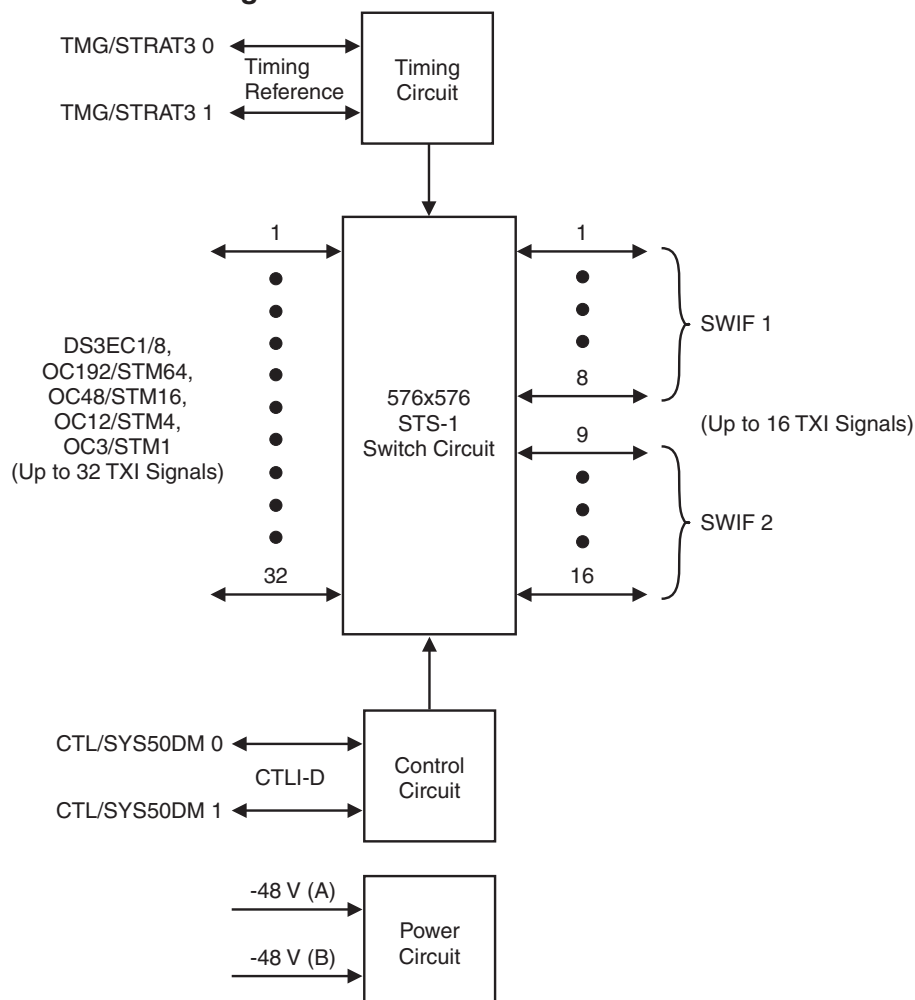 TMG/STRAT3 0
Timing
Reference
TMG/STRAT3 1
Timing
Circuit
1
32
DS3EC1/8,
OC192/STM64,
OC48/STM16,
OC12/STM4,
OC3/STM1
(Up to 32 TXI Signals)
576x576
STS-1
Switch Circuit
1
8
9
16
SWIF 1
(Up to 16 TXI Signals)
SWIF 2
CTL/SYS50DM 0
CTLI-D
CTL/SYS50DM 1
Control
Circuit
-48 V (A)
-48 V (B)
Power
Circuit